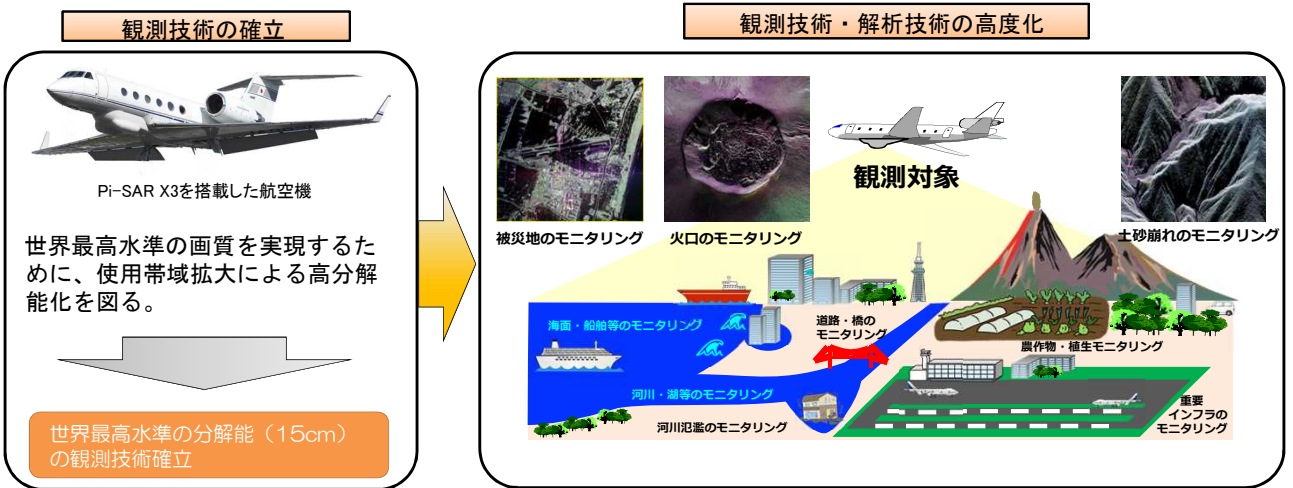 観測技術の確立
Pi-SAR X3を搭載した航空機
世界最高水準の画質を実現するた
めに、使用帯域拡大による高分解
能化を図る。
世界最高水準の分解能（15cm）
の観測技術確立
観測技術・解析技術の高度化
観測対象
被災地のモニタリング
火口のモニタリング
土砂崩れのモニタリング
海面・船舶等のモニタリング
道路・橋の
モニタリング
農作物・植生モニタリング
河川・湖等のモニタリング
河川氾濫のモニタリング
重要
インフラの
モニタリング